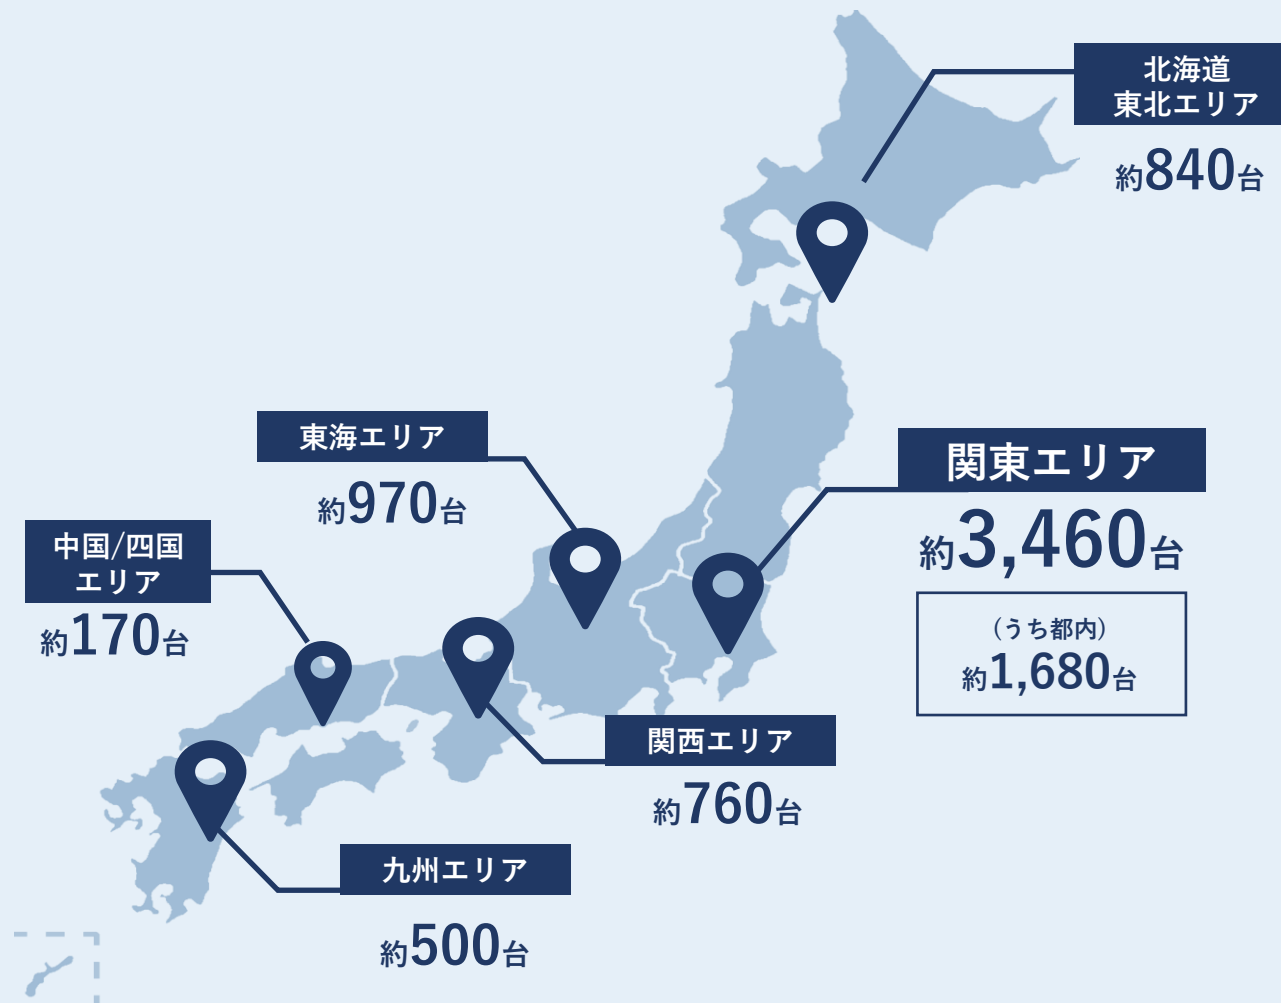 北海道
東北エリア
約840台
東海エリア
約970台
関東エリア
約3,460台
(うち都内)
約1,680台
中国/四国
エリア
約170台
関西エリア
約760台
九州エリア
約500台